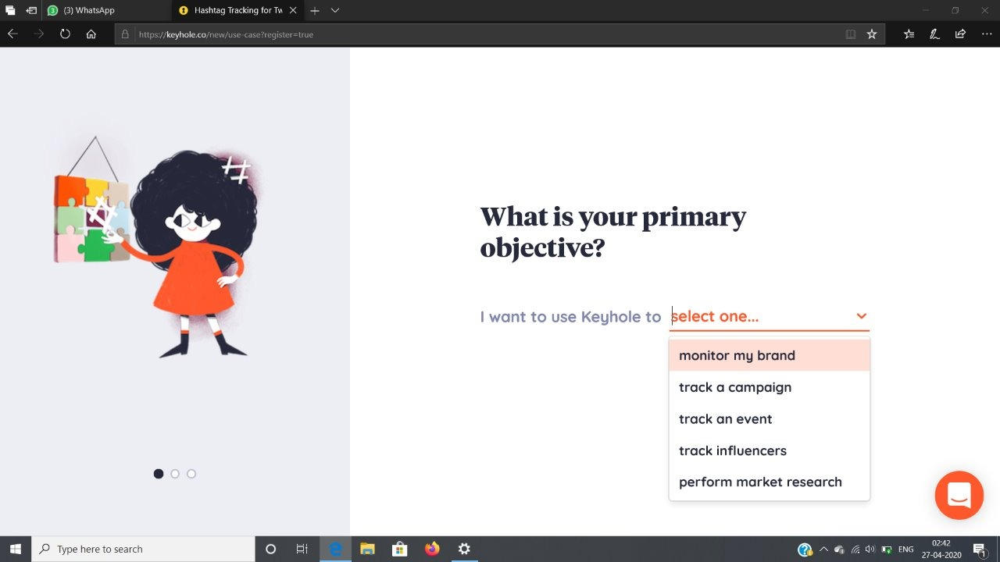 (3) WhatsApp
Hashtag Tracking for Tw
https://keyhole.co/new/use-case?register=true
What is your primary
objective?
I want to use Keyhole to select one...
monitor my brand
track a campaign
track an event
track influencers
perform market research
Type here to search
ENG
02:42
27-04-2020
1